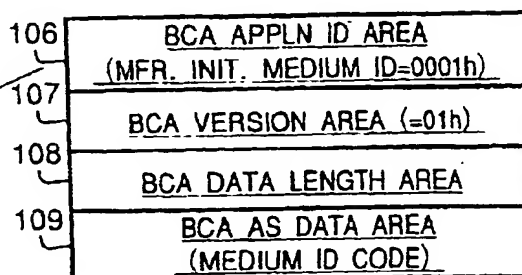 106 BCA APPLN ID AREA
(MFR. INIT. MEDIUM ID=0001h)
107 BCA VERSION AREA (=01h)
108 BCA DATA LENGTH AREA
109 BCA AS DATA AREA
(MEDIUM ID CODE)